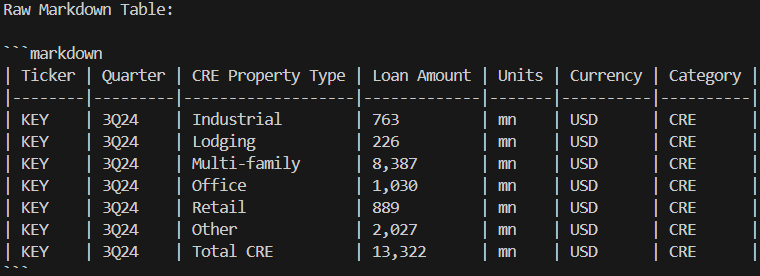 Raw Markdown Table:
```markdown
| Ticker | Quarter | CRE Property Type | Loan Amount | Units | Currency | Category |
|--------|---------|-------------------|-------------|-------|----------|----------|
| KEY    | 3Q24    | Industrial        | 763         | mn    | USD      | CRE      |
| KEY    | 3Q24    | Lodging           | 226         | mn    | USD      | CRE      |
| KEY    | 3Q24    | Multi-family      | 8,387       | mn    | USD      | CRE      |
| KEY    | 3Q24    | Office            | 1,030       | mn    | USD      | CRE      |
| KEY    | 3Q24    | Retail            | 889         | mn    | USD      | CRE      |
| KEY    | 3Q24    | Other             | 2,027       | mn    | USD      | CRE      |
| KEY    | 3Q24    | Total CRE         | 13,322      | mn    | USD      | CRE      |
```